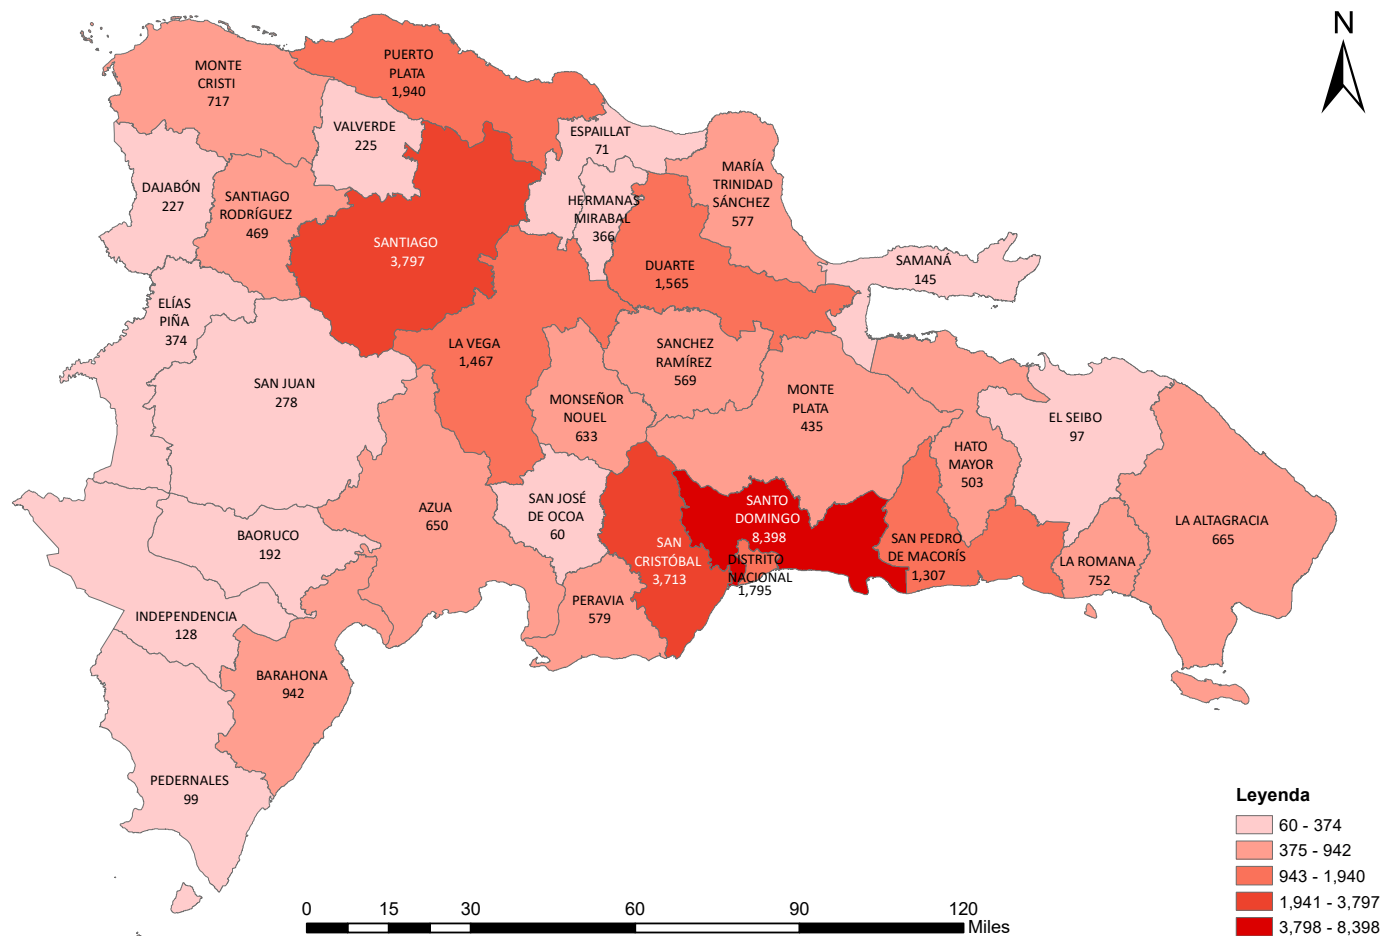 N
MONTE
CRISTI
717
PUERTO
PLATA
1,940
VALVERDE
225
ESPAILLAT
71
DAJABÓN
227
SANTIAGO
RODRÍGUEZ
469
SANTIAGO
3,797
HERMANAS
MIRABAL
366
MARÍA
TRINIDAD
SÁNCHEZ
577
DUARTE
1,565
SAMANÁ
145
ELÍAS
PIÑA
374
SAN JUAN
278
LA VEGA
1,467
MONSEÑOR
NOUEL
633
SANCHEZ
RAMÍREZ
569
MONTE
PLATA
435
HATO
MAYOR
503
EL SEIBO
97
LA ALTAGRACIA
665
AZUA
650
SAN JOSÉ
DE OCOA
60
SAN
CRISTÓBAL
3,713
SANTO
DOMINGO
8,398
DISTRITO
NACIONAL
1,795
SAN PEDRO
DE MACORÍS
1,307
LA ROMANA
752
BAORUCO
192
INDEPENDENCIA
128
PERAVIA
579
BARAHONA
942
PEDERNALES
99
Leyenda
60 - 374
375 - 942
943 - 1,940
1,941 - 3,797
3,798 - 8,398
0 15 30 60 90 120
Miles